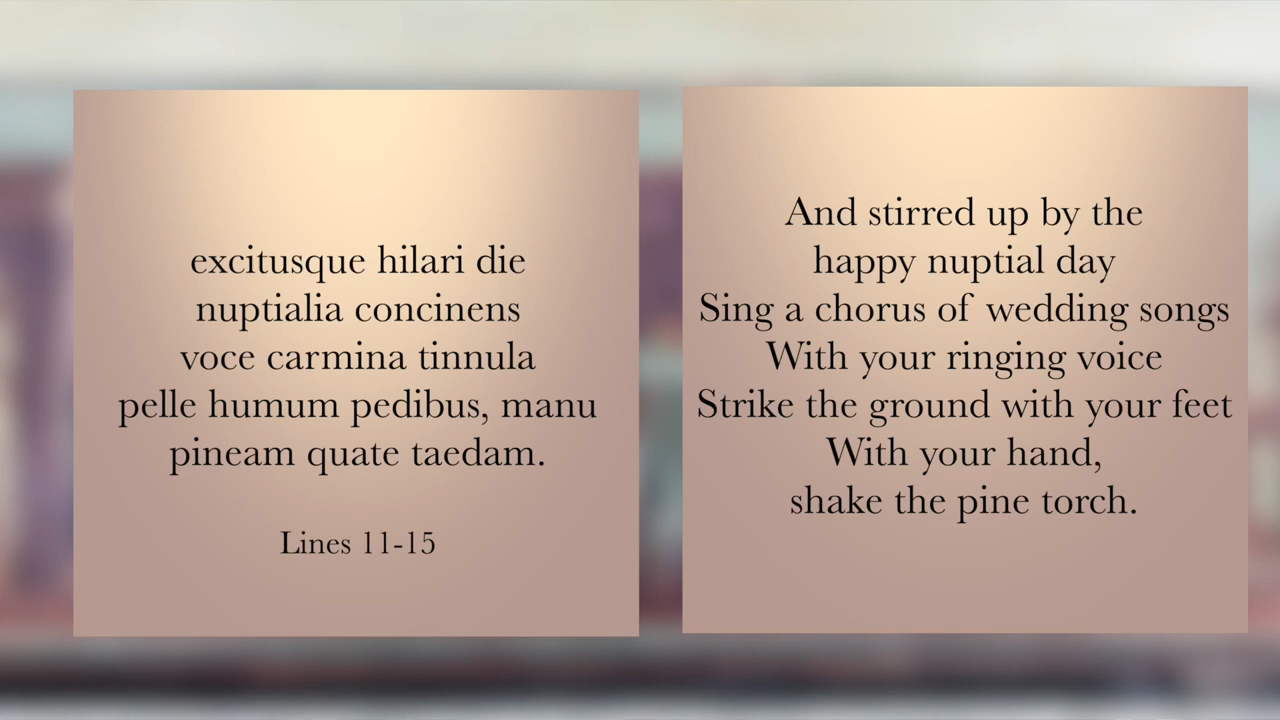 excitusque hilari die
nuptialia concinens
voce carmina tinnula
pelle humum pedibus, manu
pineam quate taedam.
Lines 11-15
And stirred up by the
happy nuptial day
Sing a chorus of wedding songs
With your ringing voice
Strike the ground with your feet
With your hand,
shake the pine torch.